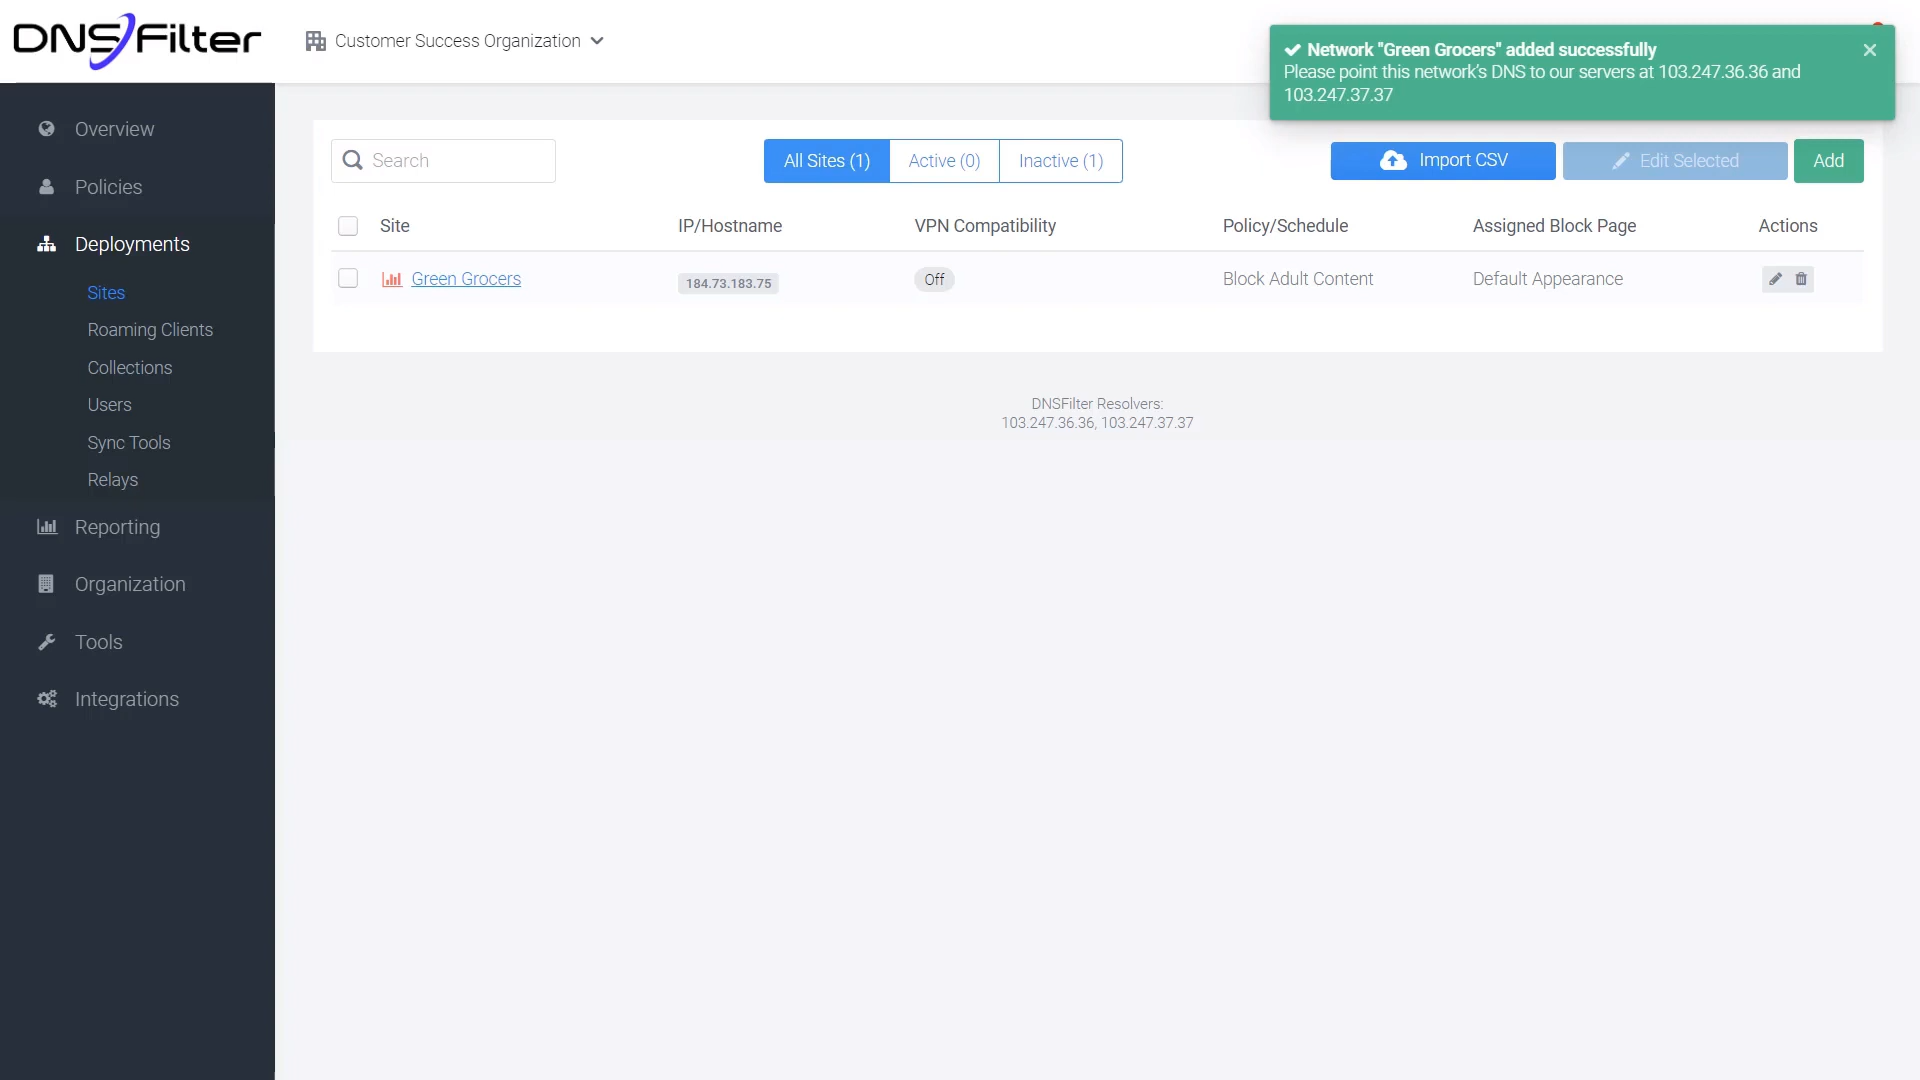 DNSFilter
Customer Success Organization
Network "Green Grocers" added successfully
Please point this network's DNS to our servers at 103.247.36.36 and
103.247.37.37
Overview
Policies
Deployments
Sites
Roaming Clients
Collections
Users
Sync Tools
Relays
Reporting
Organization
Tools
Integrations
Search
All Sites (1)
Active (0)
Inactive (1)
Import CSV
Edit Selected
Add
Site
IP/Hostname
VPN Compatibility
Policy/Schedule
Assigned Block Page
Actions
Green Grocers
184.73.183.75
Off
Block Adult Content
Default Appearance
DNSFilter Resolvers:
103.247.36.36, 103.247.37.37